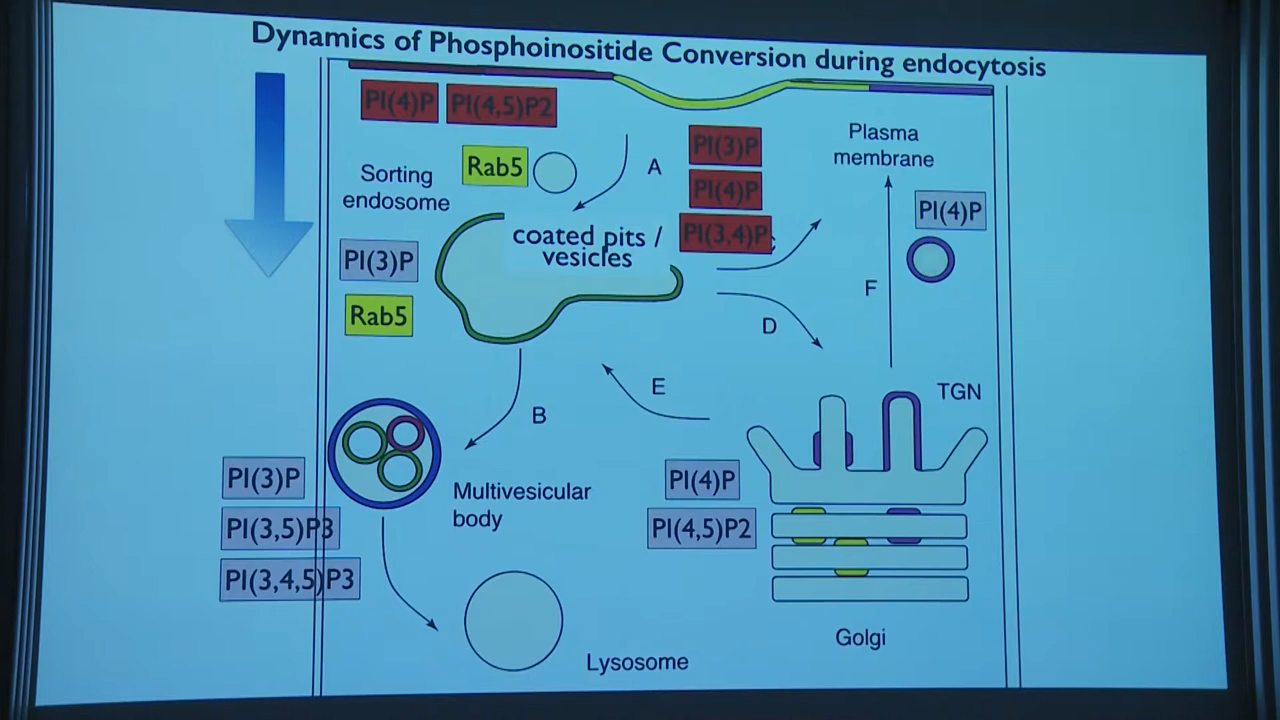 Dynamics of Phosphoinositide Conversion during endocytosis
PI(4)P PI(4,5)P2
Plasma
membrane
PI(3)P
PI(4)P
PI(3,4)P
Rab5
A
Sorting
endosome
coated pits /
vesicles
PI(4)P
PI(3)P
Rab5
F
D
E
B
TGN
PI(3)P
PI(3,5)P3
PI(3,4,5)P3
Multivesicular
body
PI(4)P
PI(4,5)P2
Golgi
Lysosome